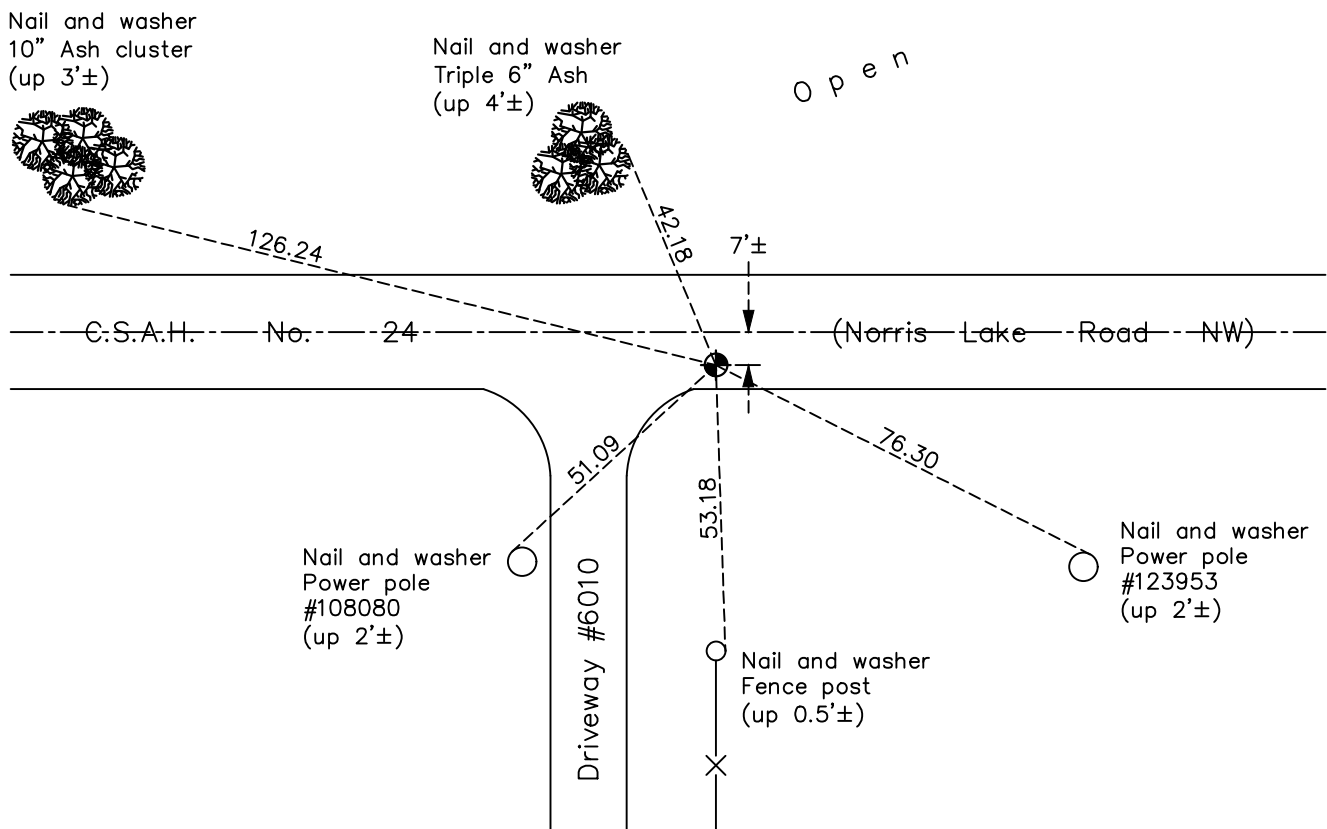 Nail and washer
10” Ash cluster
(up 3'±)
Nail and washer
Triple 6” Ash
(up 4'±)
Open
126.24
42.18
7'±
C.S.A.H. No. 24 (Norris Lake Road NW)
51.09
53.18
76.30
Nail and washer
Power pole
#108080
(up 2'±)
Driveway #6010
Nail and washer
Fence post
(up 0.5'±)
Nail and washer
Power pole
#123953
(up 2'±)